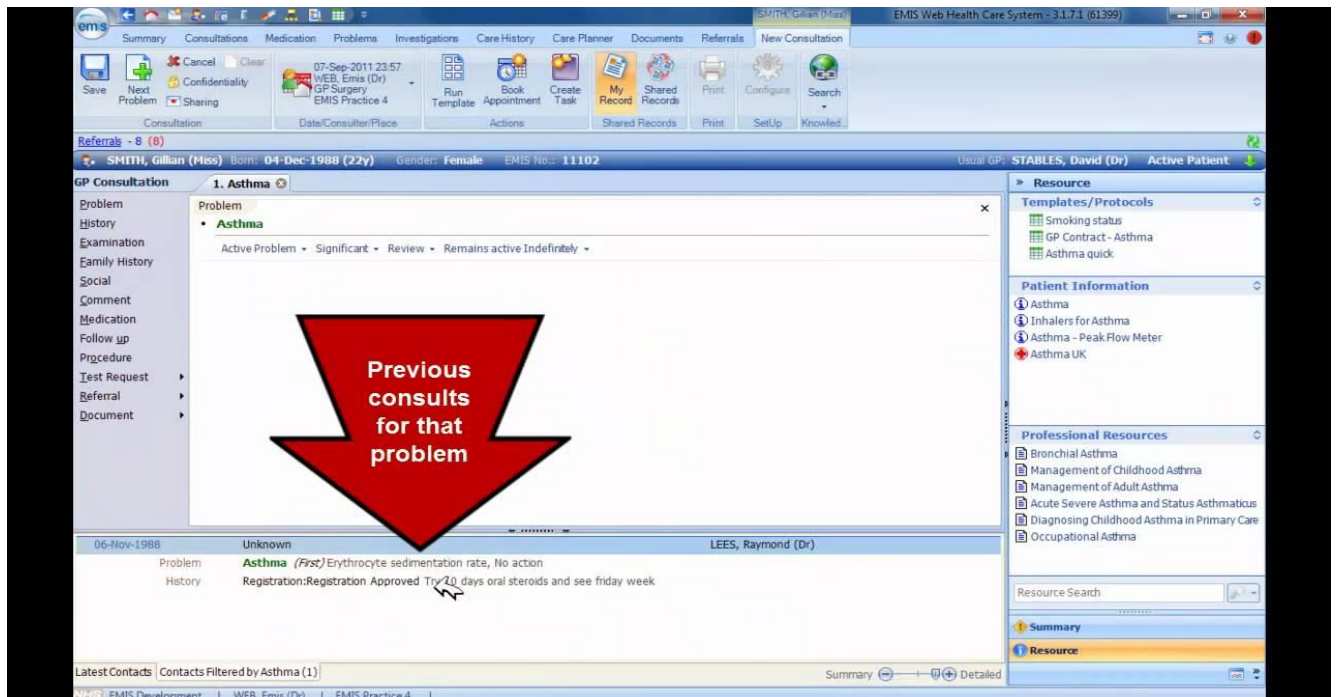 emis
SMITH, Gillian (Miss)
EMIS Web Health Care System - 3.1.7.1 (61399)
Summary Consultations Medication Problems Investigations Care History Care Planner Documents Referrals New Consultation
Save
Next Problem
Cancel Clear
Confidentiality
Sharing
07-Sep-2011 23:57
WEB, Emis (Dr)
GP Surgery
EMIS Practice 4
Run Template
Book Appointment
Create Task
My Record
Shared Records
Print
Configure
Search
Consultation Date/Consulter/Place Actions Shared Records Print SetUp Knowled..
Referrals - 8 (8)
SMITH, Gillian (Miss) Born: 04-Dec-1988 (22y) Gender: Female EMIS No.: 11102 Usual GP: STABLES, David (Dr) Active Patient
GP Consultation
1. Asthma
Problem
History
Examination
Family History
Social
Comment
Medication
Follow up
Procedure
Test Request
Referral
Document
Problem
• Asthma
Active Problem Significant Review Remains active Indefinitely
Previous
consults
for that
problem
06-Nov-1988 Unknown LEES, Raymond (Dr)
Problem Asthma (First) Erythrocyte sedimentation rate, No action
History Registration:Registration Approved Try 10 days oral steroids and see friday week
Latest Contacts Contacts Filtered by Asthma (1)
Summary Detailed
» Resource
Templates/Protocols
Smoking status
GP Contract - Asthma
Asthma quick
Patient Information
Asthma
Inhalers for Asthma
Asthma - Peak Flow Meter
Asthma UK
Professional Resources
Bronchial Asthma
Management of Childhood Asthma
Management of Adult Asthma
Acute Severe Asthma and Status Asthmaticus
Diagnosing Childhood Asthma in Primary Care
Occupational Asthma
Resource Search
Summary
Resource
EMIS Development | WEB, Emis (Dr) | EMIS Practice 4 |